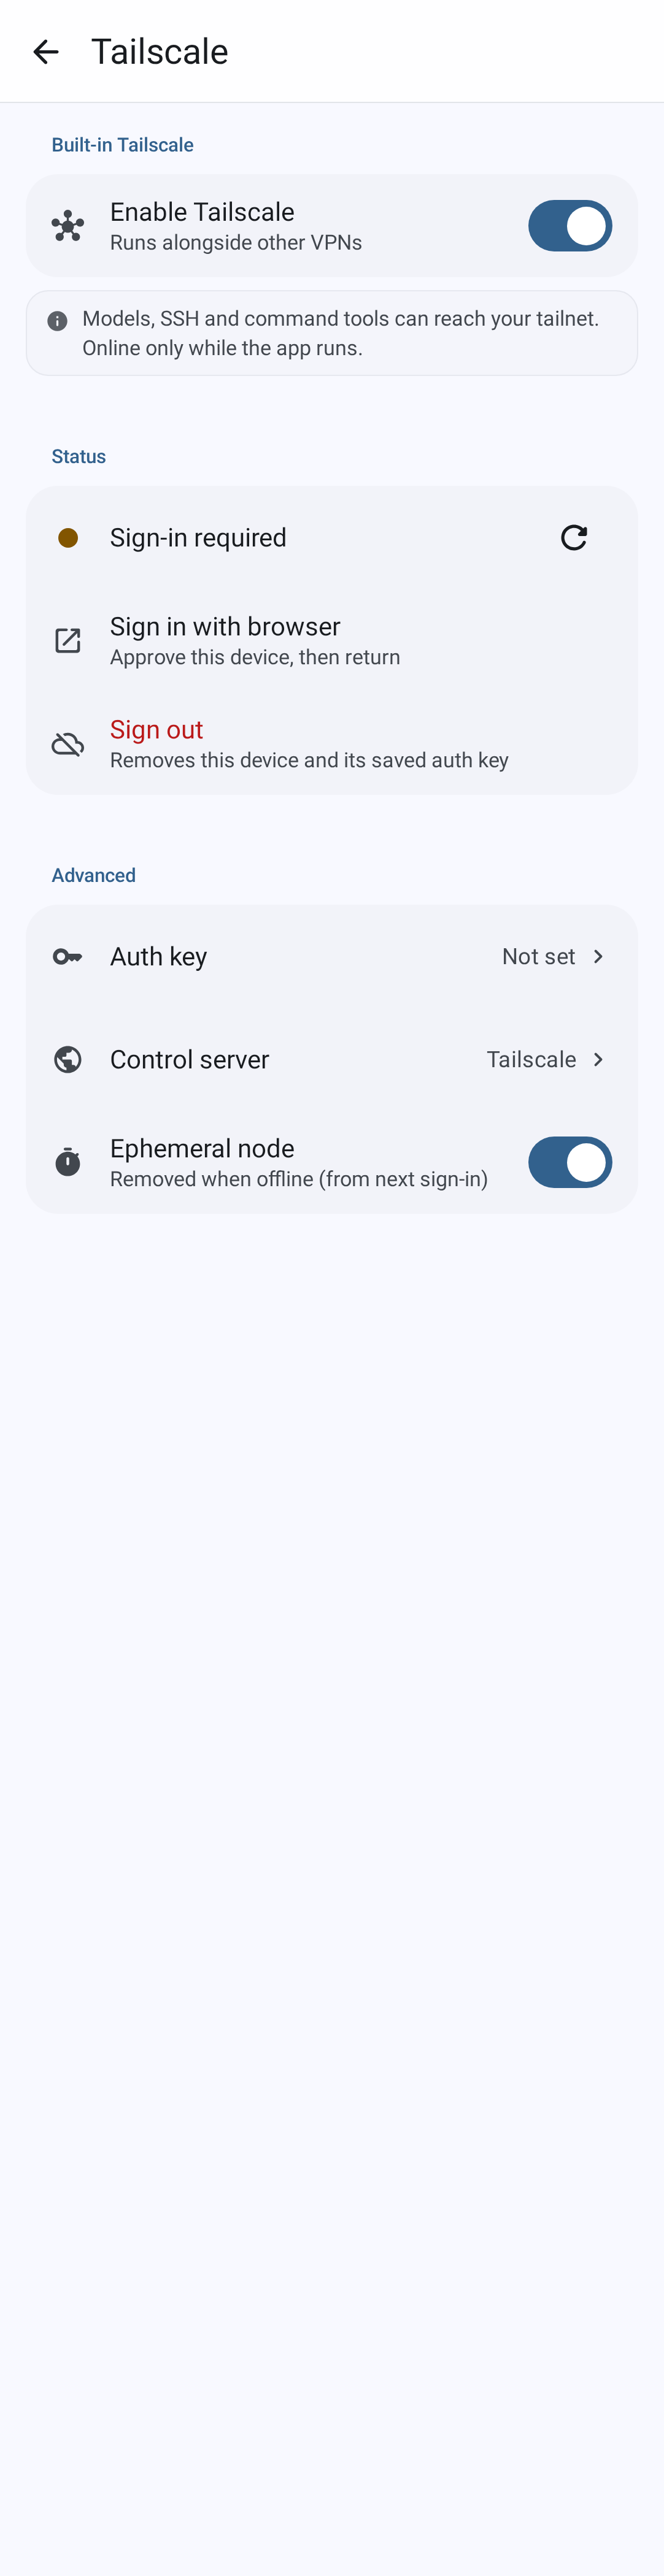 Tailscale
Built-in Tailscale
Enable Tailscale
Runs alongside other VPNs
Models, SSH and command tools can reach your tailnet.
Online only while the app runs.
Status
Sign-in required
Sign in with browser
Approve this device, then return
Sign out
Removes this device and its saved auth key
Advanced
Auth key
Not set
Control server
Tailscale
Ephemeral node
Removed when offline (from next sign-in)